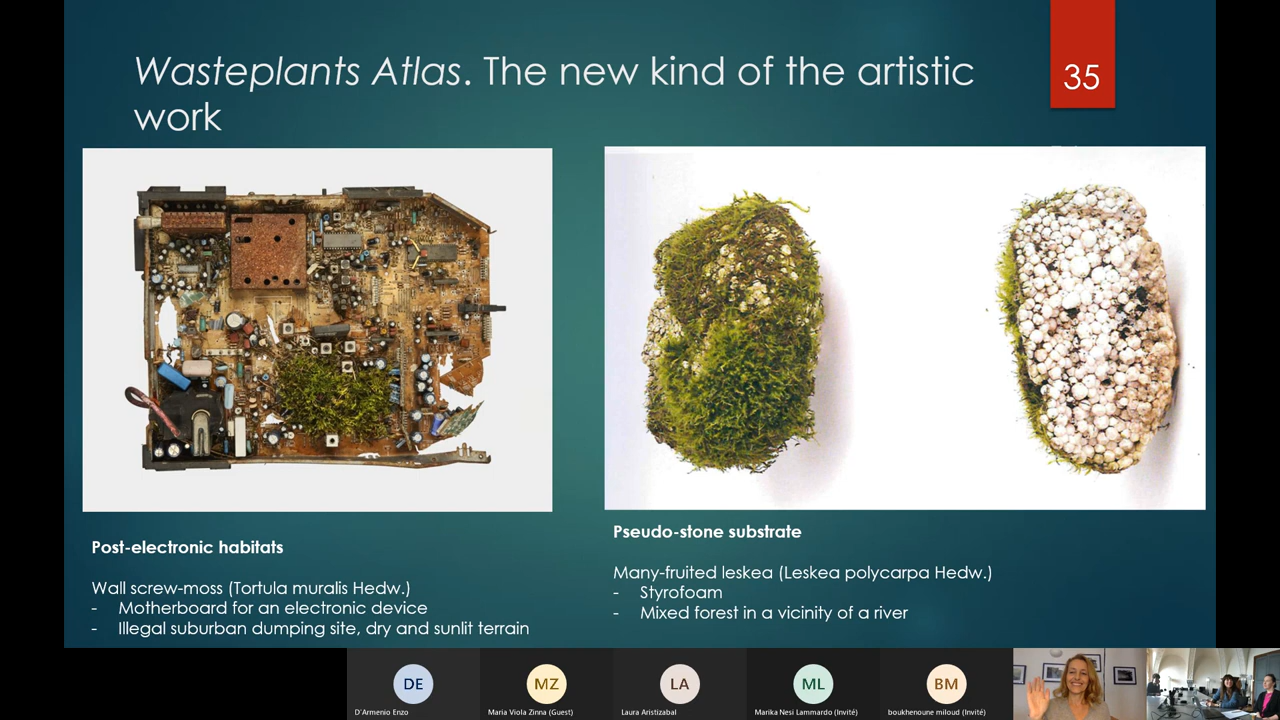 Wasteplants Atlas. The new kind of the artistic
work
35
Post-electronic habitats
Wall screw-moss (Tortula muralis Hedw.)
- Motherboard for an electronic device
- Illegal suburban dumping site, dry and sunlit terrain
Pseudo-stone substrate
Many-fruited leskea (Leskea polycarpa Hedw.)
- Styrofoam
- Mixed forest in a vicinity of a river
DE
D'Armenio Enzo
MZ
Maria Viola Zinna (Guest)
LA
Laura Aristizabal
ML
Marika Nesi Lammardo (Invité)
BM
boukhenoune miloud (Invité)